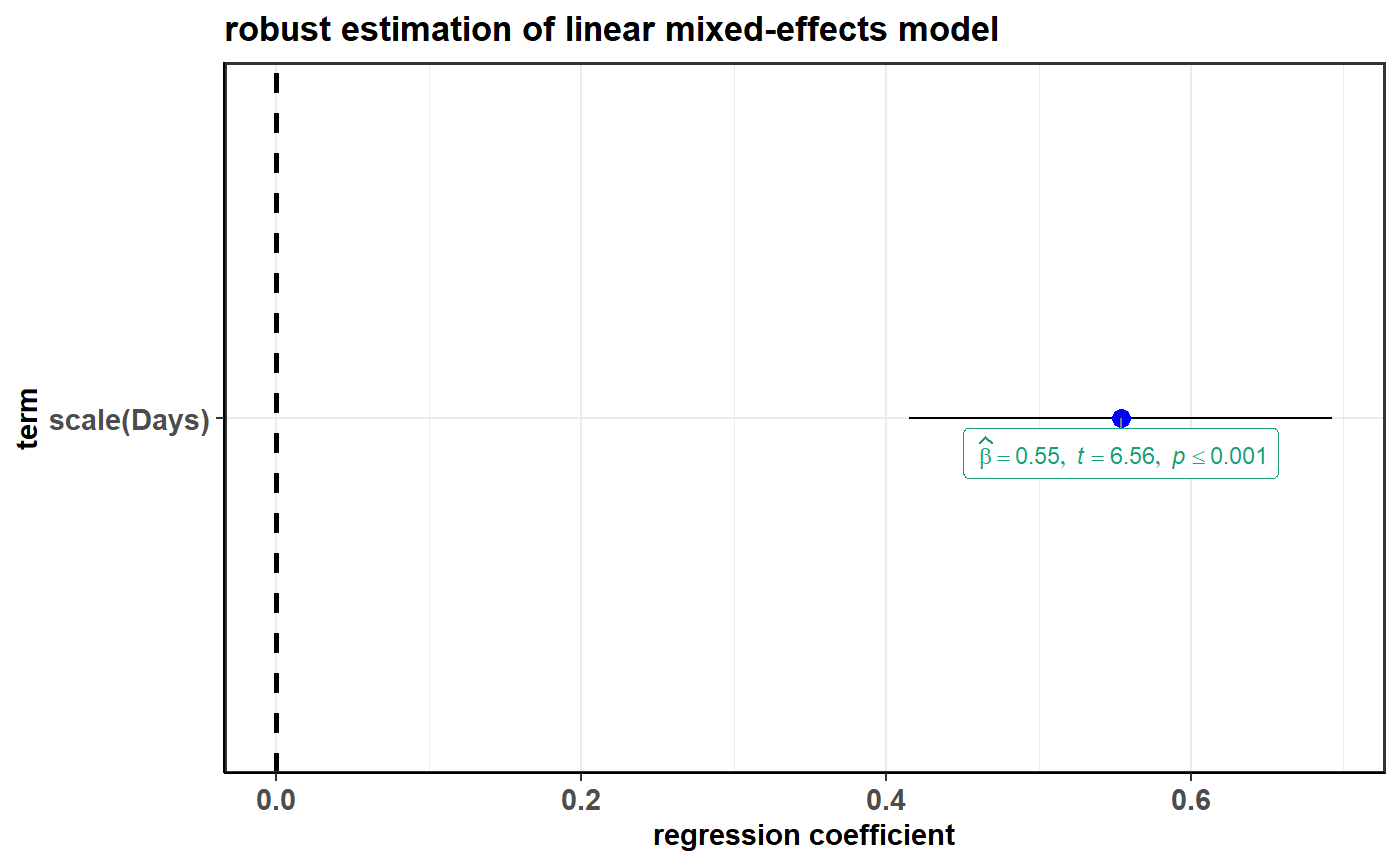 robust estimation of linear mixed-effects model
term
scale(Days)
β̂ = 0.55, t = 6.56, p ≤ 0.001
0.0 0.2 0.4 0.6
regression coefficient